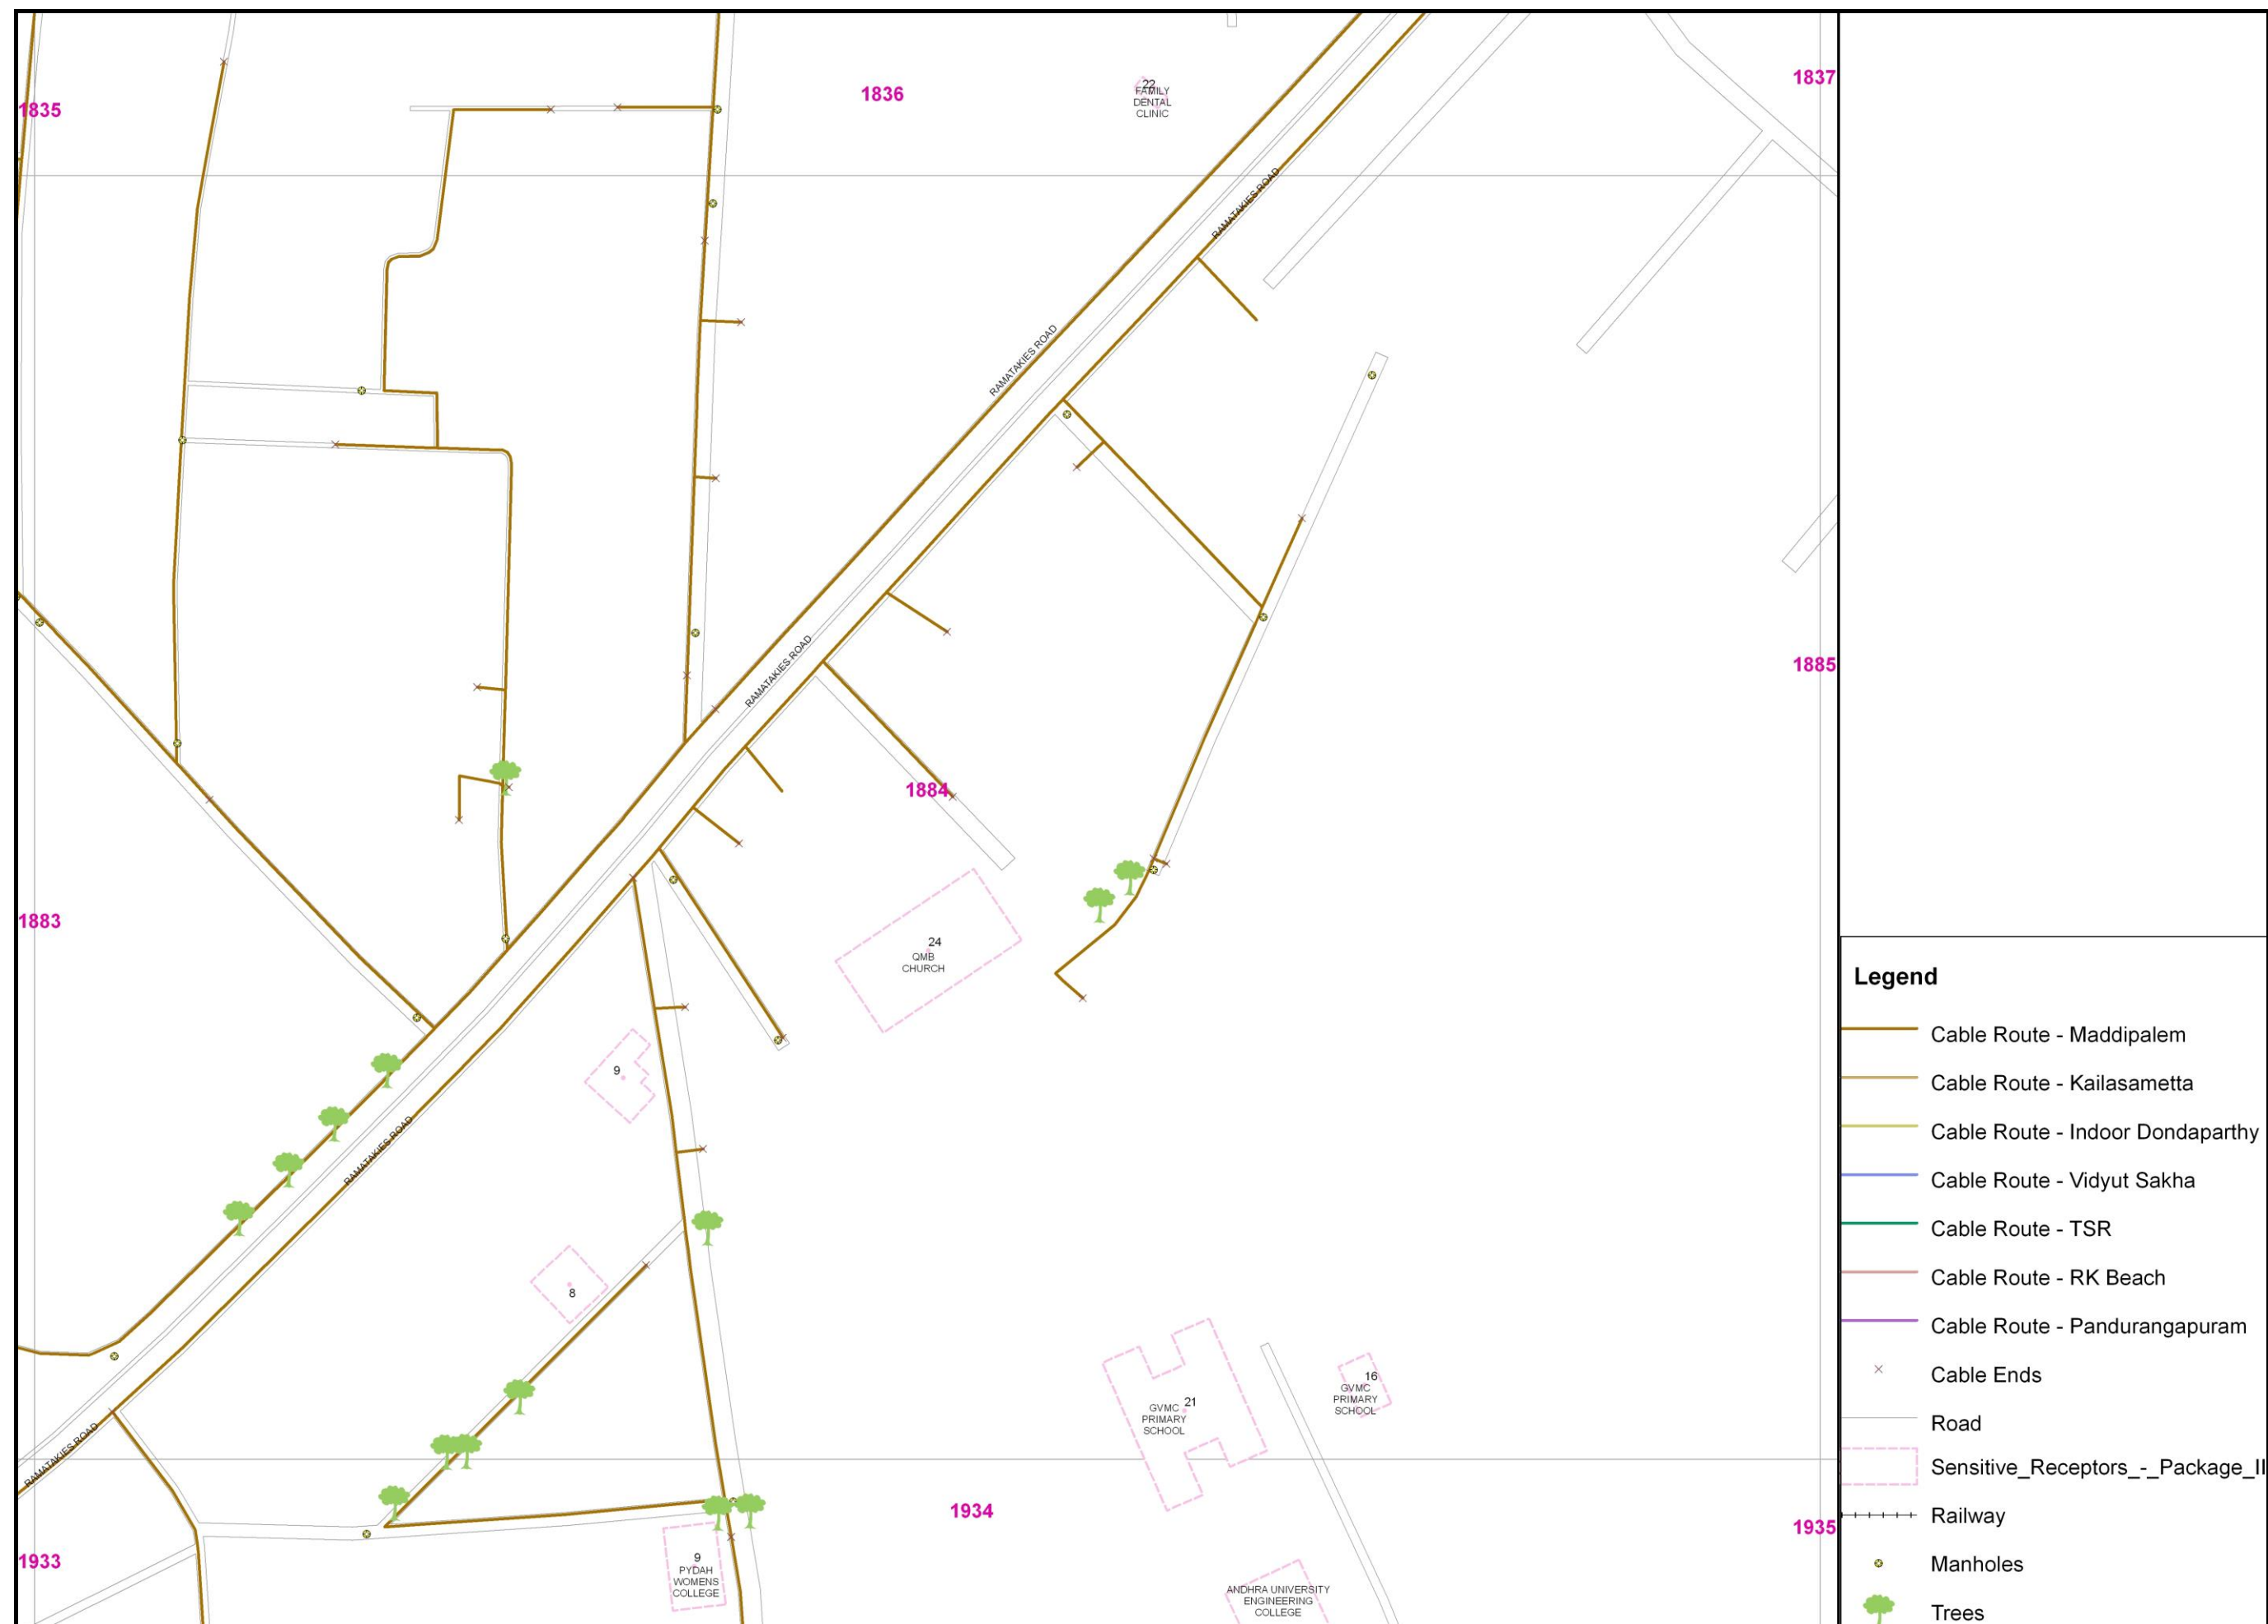 1836
1837
1835
22
FAMILY
DENTAL
CLINIC
RAMATAKIES ROAD
RAMATAKIES ROAD
RAMATAKIES ROAD
1885
1884
1883
24
QMB
CHURCH
9
RAMATAKIES ROAD
8
16
GVMC
PRIMARY
SCHOOL
21
GVMC
PRIMARY
SCHOOL
RAMATAKIES ROAD
1934
1935
1933
9
PYDAH
WOMENS
COLLEGE
ANDHRA UNIVERSITY
ENGINEERING
COLLEGE
Legend
Cable Route - Maddipalem
Cable Route - Kailasametta
Cable Route - Indoor Dondaparthy
Cable Route - Vidyut Sakha
Cable Route - TSR
Cable Route - RK Beach
Cable Route - Pandurangapuram
Cable Ends
Road
Sensitive_Receptors_-_Package_II
Railway
Manholes
Trees